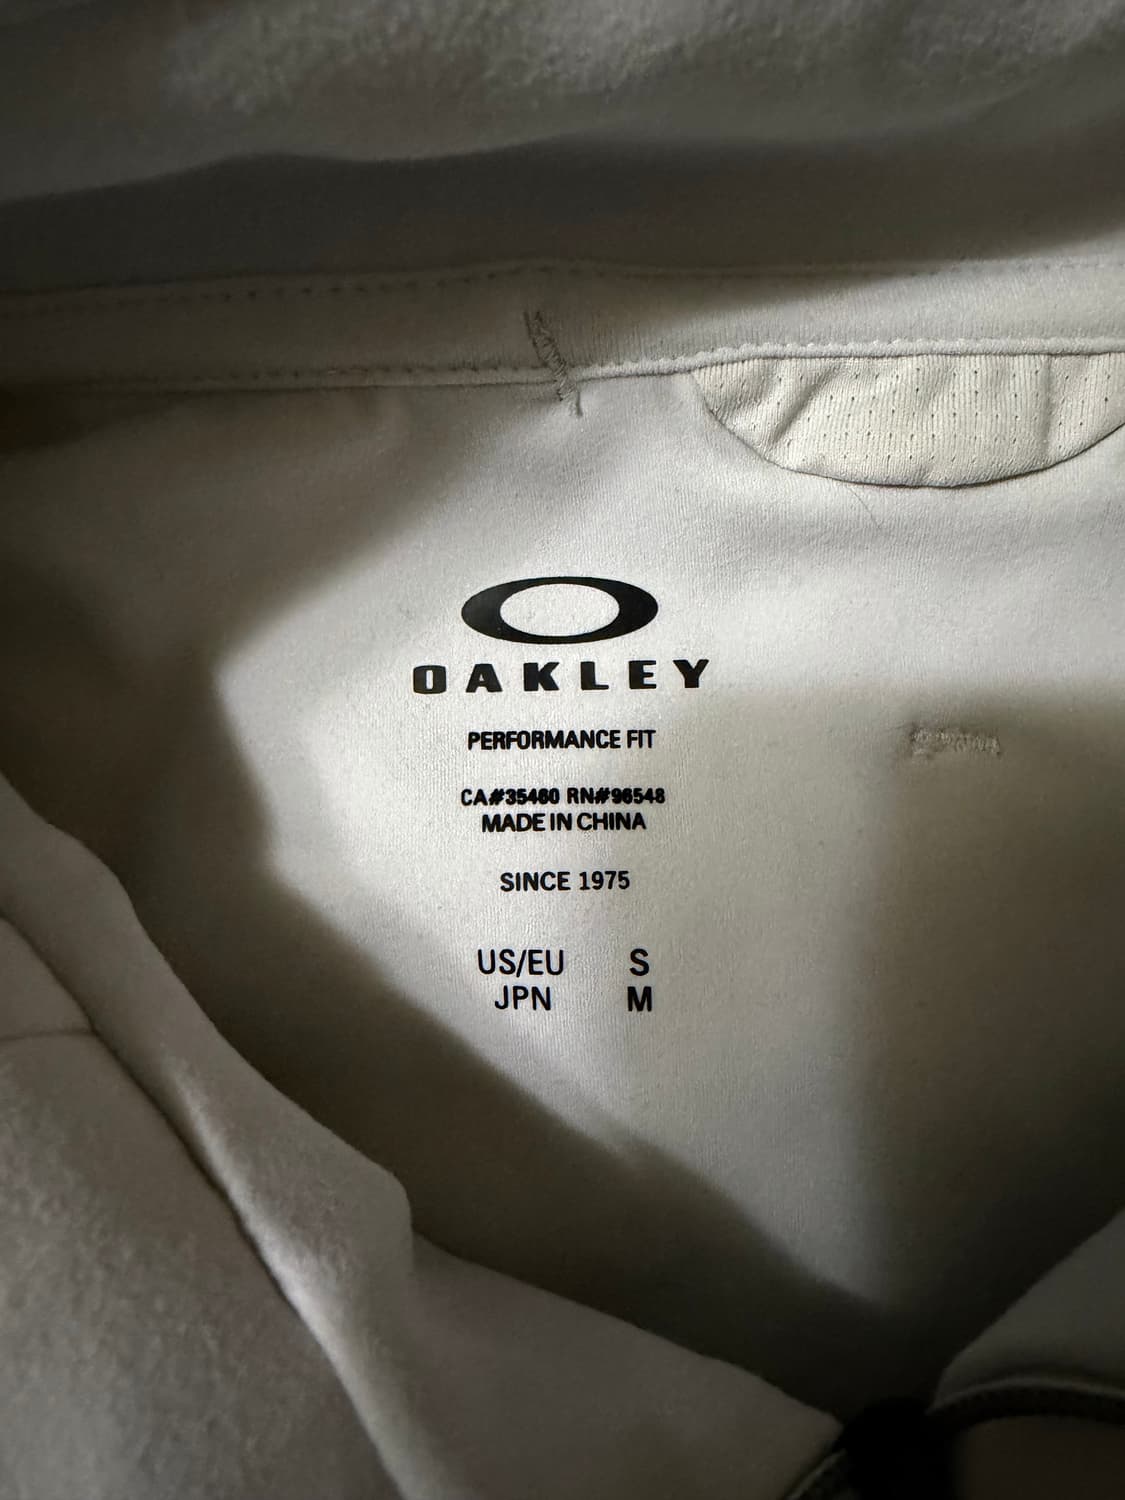 OAKLEY
PERFORMANCE FIT
CA#35460 RN#96548
MADE IN CHINA
SINCE 1975
US/EU S
JPN M